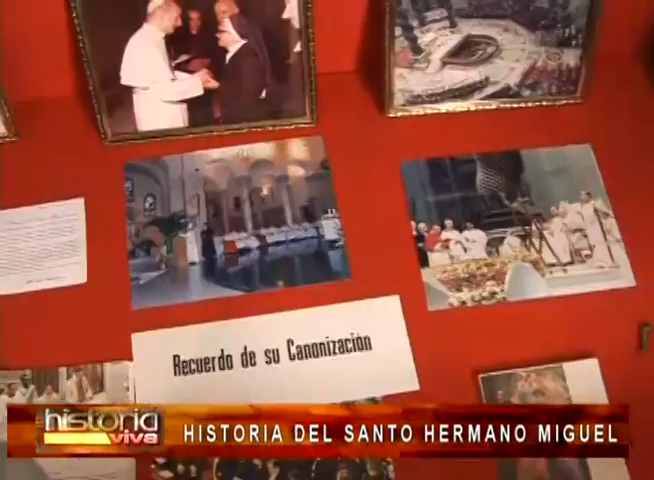 Recuerdo de su Canonización
historia
viva
HISTORIA DEL SANTO HERMANO MIGUEL